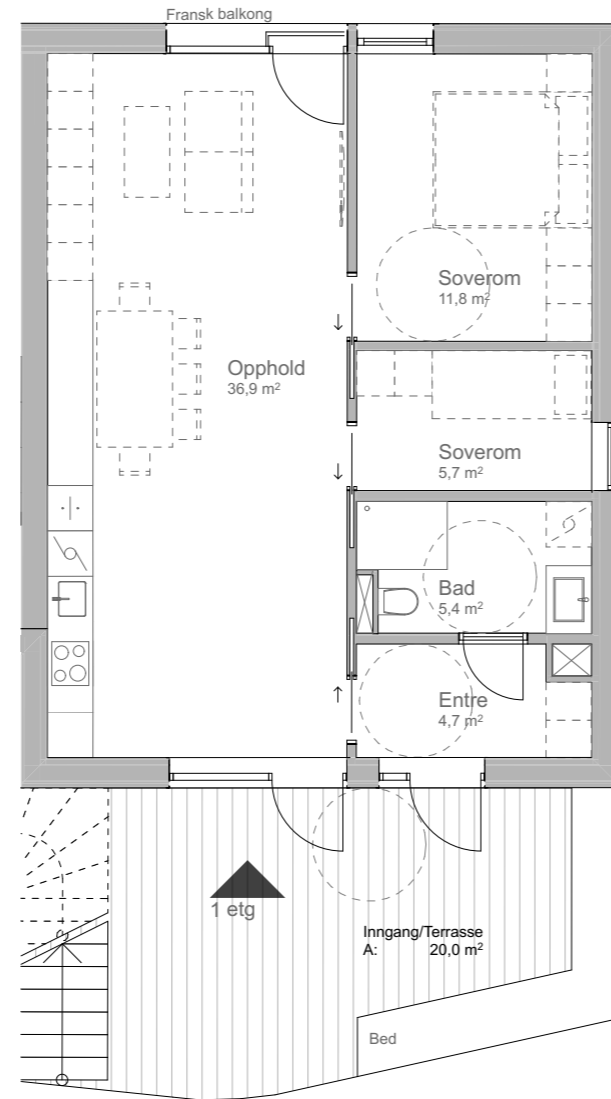 Fransk balkong
Soverom
11,8 m²
Opphold
36,9 m²
Soverom
5,7 m²
Bad
5,4 m²
Entre
4,7 m²
1 etg
Inngang/Terrasse
A: 20,0 m²
Bed